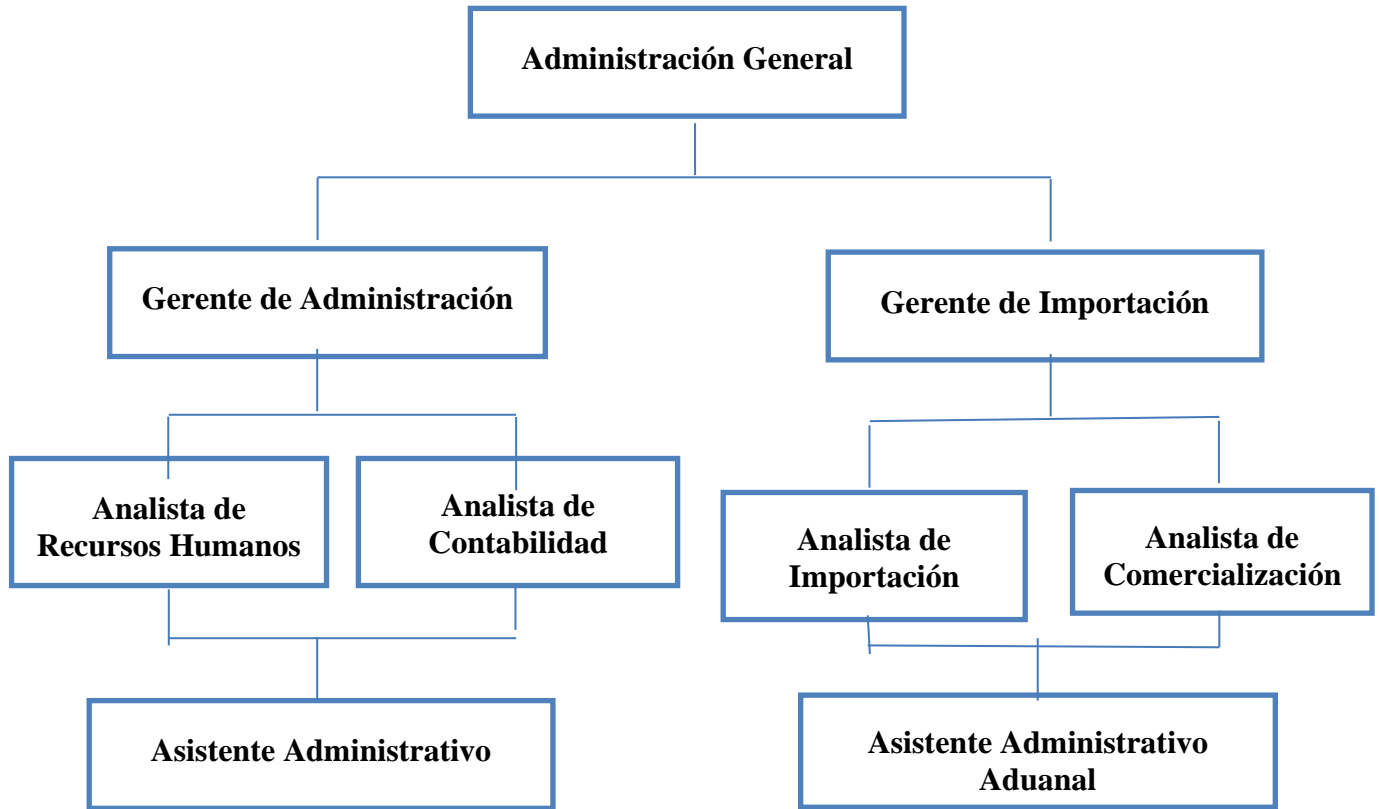 Administración General
Gerente de Administración
Gerente de Importación
Analista de
Recursos Humanos
Analista de
Contabilidad
Analista de
Importación
Analista de
Comercialización
Asistente Administrativo
Asistente Administrativo
Aduanal